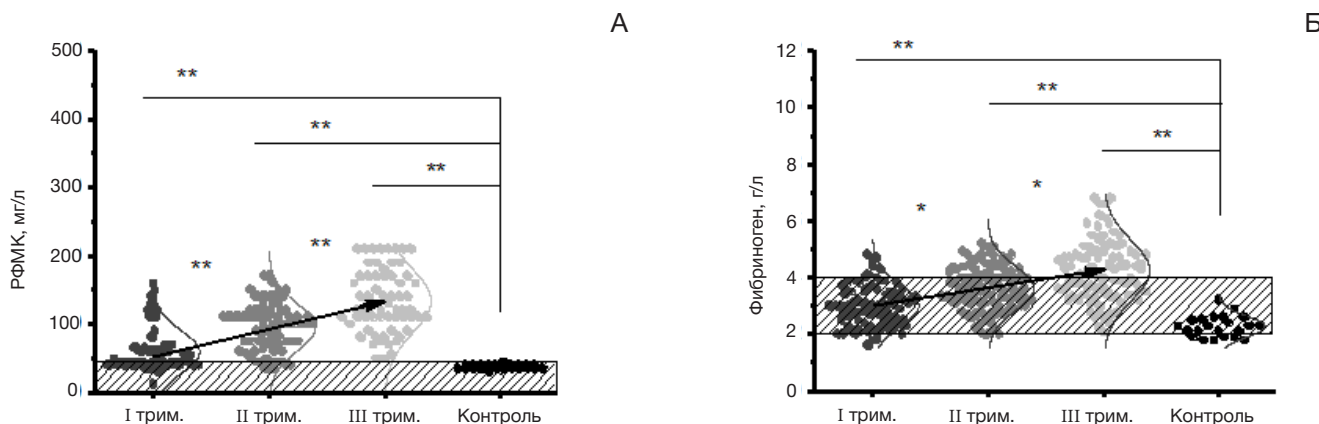 А
500
400
300
200
100
0
РФМК, мг/л
**
**
**
**
**
I трим.
II трим.
III трим.
Контроль
Б
12
10
8
6
4
2
0
Фибриноген, г/л
**
**
**
*
*
I трим.
II трим.
III трим.
Контроль